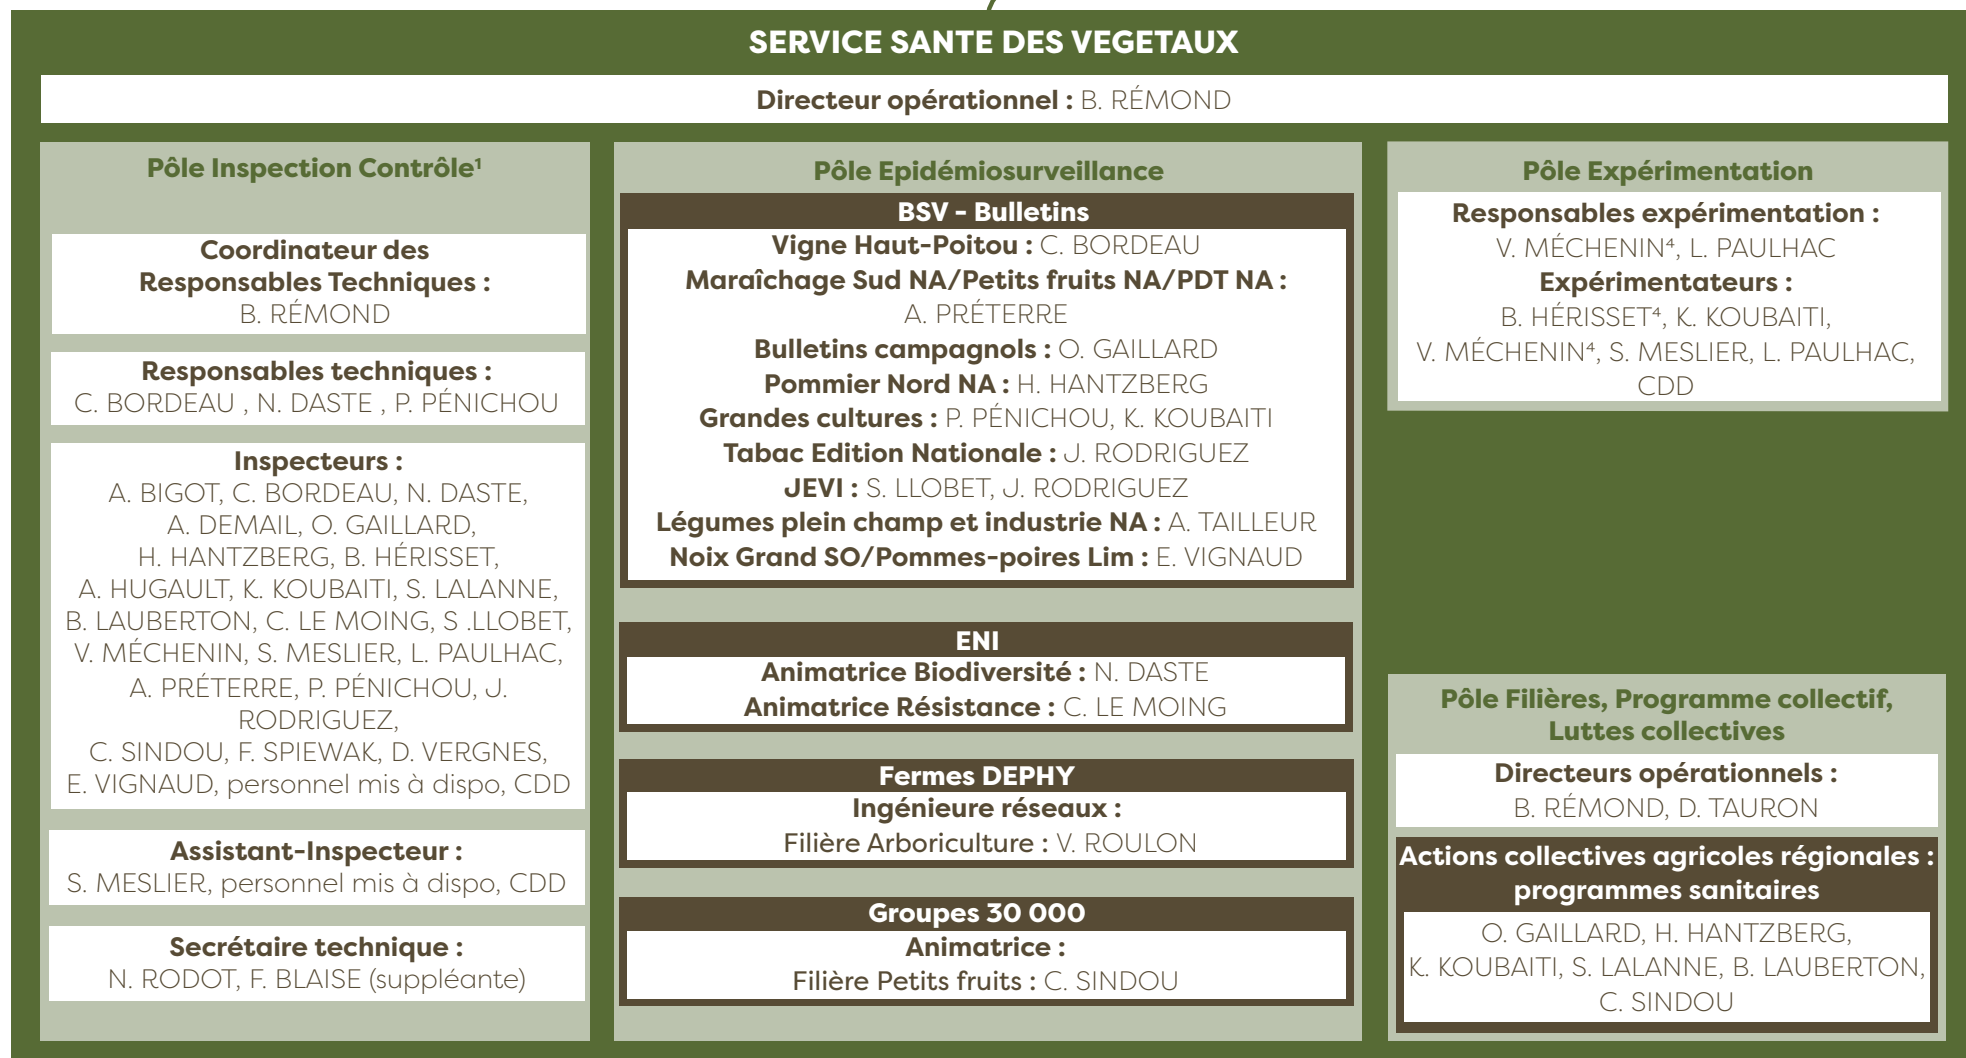 SERVICE SANTE DES VEGETAUX
Directeur opérationnel : B. RÉMOND
Pôle Inspection Contrôle¹
Coordinateur des
Responsables Techniques :
B. RÉMOND
Responsables techniques :
C. BORDEAU , N. DASTE , P. PÉNICHOU
Inspecteurs :
A. BIGOT, C. BORDEAU, N. DASTE,
A. DEMAIL, O. GAILLARD,
H. HANTZBERG, B. HÉRISSET,
A. HUGAULT, K. KOUBAITI, S. LALANNE,
B. LAUBERTON, C. LE MOING, S .LLOBET,
V. MÉCHENIN, S. MESLIER, L. PAULHAC,
A. PRÉTERRE, P. PÉNICHOU, J.
RODRIGUEZ,
C. SINDOU, F. SPIEWAK, D. VERGNES,
E. VIGNAUD, personnel mis à dispo, CDD
Assistant-Inspecteur :
S. MESLIER, personnel mis à dispo, CDD
Secrétaire technique :
N. RODOT, F. BLAISE (suppléante)
Pôle Epidémiosurveillance
BSV - Bulletins
Vigne Haut-Poitou : C. BORDEAU
Maraîchage Sud NA/Petits fruits NA/PDT NA :
A. PRÉTERRE
Bulletins campagnols : O. GAILLARD
Pommier Nord NA : H. HANTZBERG
Grandes cultures : P. PÉNICHOU, K. KOUBAITI
Tabac Edition Nationale : J. RODRIGUEZ
JEVI : S. LLOBET, J. RODRIGUEZ
Légumes plein champ et industrie NA : A. TAILLEUR
Noix Grand SO/Pommes-poires Lim : E. VIGNAUD
ENI
Animatrice Biodiversité : N. DASTE
Animatrice Résistance : C. LE MOING
Fermes DEPHY
Ingénieure réseaux :
Filière Arboriculture : V. ROULON
Groupes 30 000
Animatrice :
Filière Petits fruits : C. SINDOU
Pôle Expérimentation
Responsables expérimentation :
V. MÉCHENIN⁴, L. PAULHAC
Expérimentateurs :
B. HÉRISSET⁴, K. KOUBAITI,
V. MÉCHENIN⁴, S. MESLIER, L. PAULHAC,
CDD
Pôle Filières, Programme collectif,
Luttes collectives
Directeurs opérationnels :
B. RÉMOND, D. TAURON
Actions collectives agricoles régionales :
programmes sanitaires
O. GAILLARD, H. HANTZBERG,
K. KOUBAITI, S. LALANNE, B. LAUBERTON,
C. SINDOU